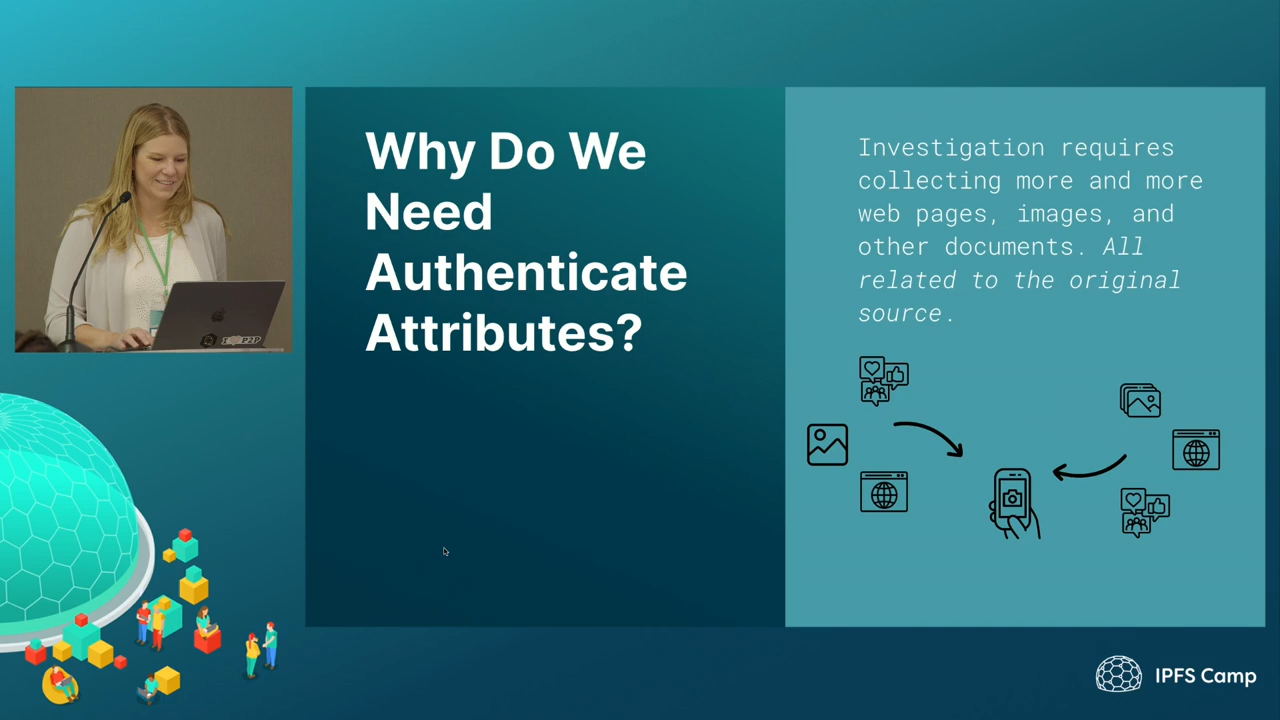 Why Do We
Need
Authenticate
Attributes?
Investigation requires
collecting more and more
web pages, images, and
other documents. All
related to the original
source.
IPFS Camp